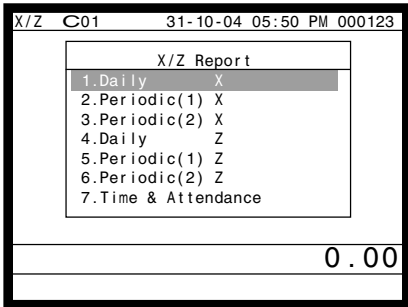 X/Z C01 31-10-04 05:50 PM 000123
X/Z Report
1.Daily X
2.Periodic(1) X
3.Periodic(2) X
4.Daily Z
5.Periodic(1) Z
6.Periodic(2) Z
7.Time & Attendance
0.00